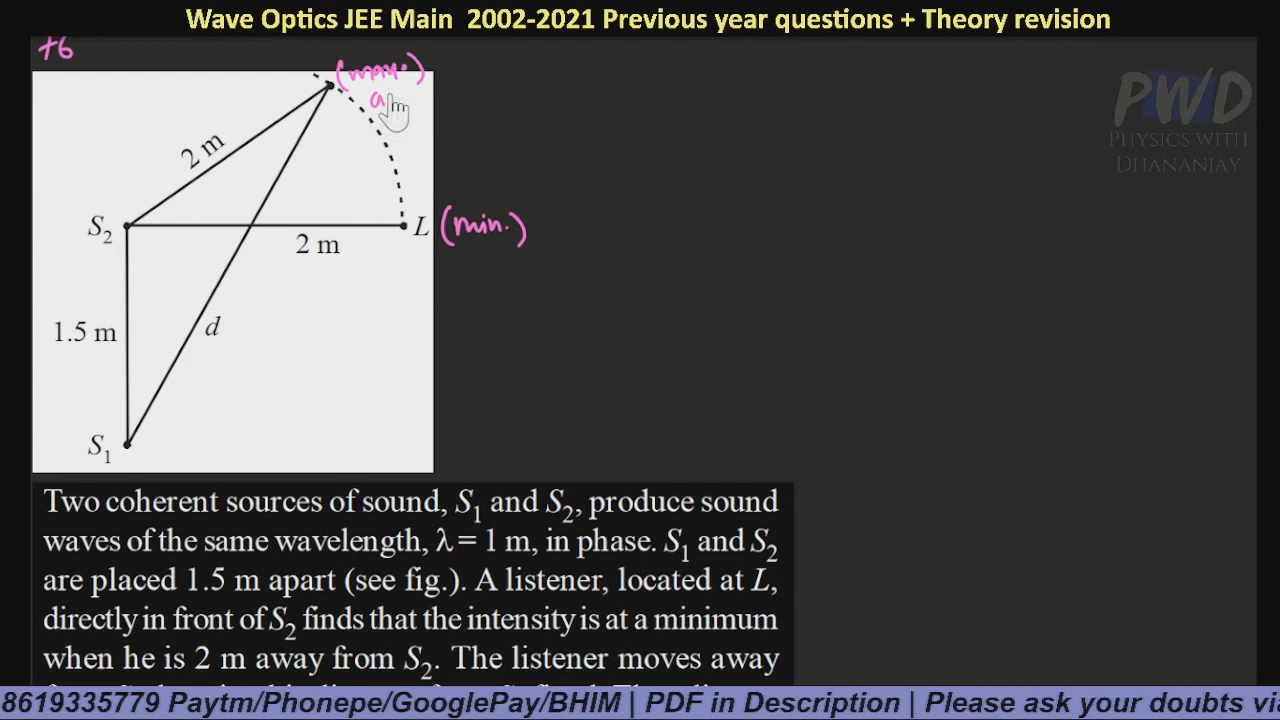 Wave Optics JEE Main 2002-2021 Previous year questions + Theory revision
76
(max.)
a
PWD
PHYSICS WITH
DHANANJAY
2 m
S2
L (min.)
2 m
1.5 m
d
S1
Two coherent sources of sound, S1 and S2, produce sound
waves of the same wavelength, λ = 1 m, in phase. S1 and S2
are placed 1.5 m apart (see fig.). A listener, located at L,
directly in front of S2 finds that the intensity is at a minimum
when he is 2 m away from S2. The listener moves away
8619335779 Paytm/Phonepe/GooglePay/BHIM | PDF in Description | Please ask your doubts via